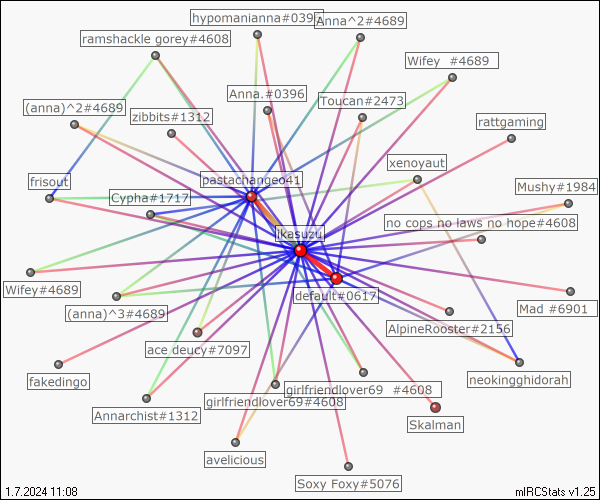 hypomanianna#0396
Anna^2#4689
ramshackle gorey#4608
Wifey  #4689
Anna.#0396
Toucan#2473
(anna)^2#4689
zibbits#1312
rattgaming
xenoyaut
frisout
pastachangeo41
Cypha#1717
Mushy#1984
no cops no laws no hope#4608
ikasuzu
Wifey#4689
default#0617
Mad #6901
(anna)^3#4689
AlpineRooster#2156
ace deucy#7097
fakedingo
neokingghidorah
girlfriendlover69  #4608
girlfriendlover69#4608
Annarchist#1312
Skalman
avelicious
Soxy Foxy#5076
1.7.2024 11:08
mIRCStats v1.25